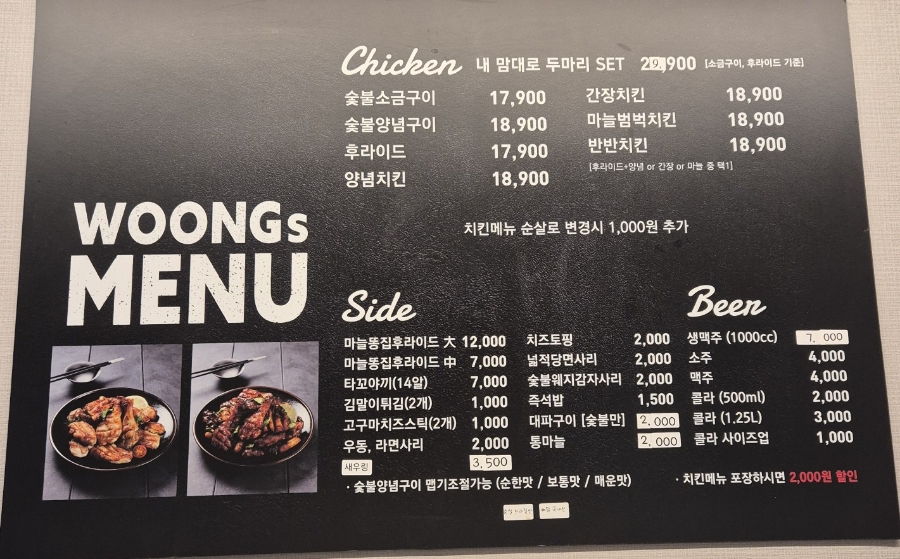 Chicken 내 맘대로 두마리 SET 29,900 [소금구이, 후라이드 기준]
숯불소금구이 17,900
숯불양념구이 18,900
후라이드 17,900
양념치킨 18,900
간장치킨 18,900
마늘범벅치킨 18,900
반반치킨 18,900
[후라이드+양념 or 간장 or 마늘 중 택1]
치킨메뉴 순살로 변경시 1,000원 추가
WOONGs
MENU
Side
마늘똥집후라이드 大 12,000
마늘똥집후라이드 中 7,000
타꼬야끼(14알) 7,000
김말이튀김(2개) 1,000
고구마치즈스틱(2개) 1,000
우동, 라면사리 2,000
새우링 3,500
치즈토핑 2,000
넓적당면사리 2,000
숯불웨지감자사리 2,000
즉석밥 1,500
대파구이 [숯불만] 2,000
통마늘 2,000
Beer
생맥주 (1000cc) 7,000
소주 4,000
맥주 4,000
콜라 (500ml) 2,000
콜라 (1.25L) 3,000
콜라 사이즈업 1,000
· 숯불양념구이 맵기조절가능 (순한맛 / 보통맛 / 매운맛)
· 치킨메뉴 포장하시면 2,000원 할인